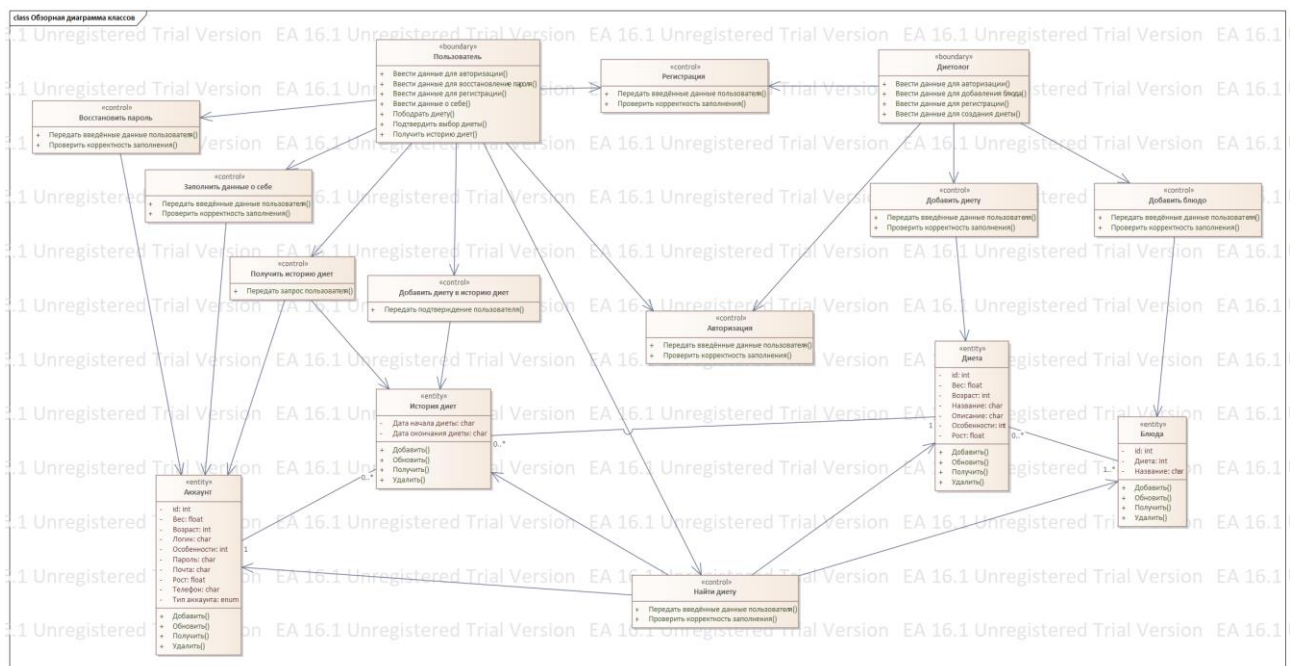 class Обзорная диаграмма классов
«boundary»
Пользователь
+ Ввести данные для авторизации()
+ Ввести данные для восстановление пароля()
+ Ввести данные для регистрации()
+ Ввести данные о себе()
+ Пободрать диету()
+ Подтвердить выбор диеты()
+ Получить историю диет()
«control»
Регистрация
+ Передать введённые данные пользователя()
+ Проверить корректность заполнения()
«boundary»
Диетолог
+ Ввести данные для авторизации()
+ Ввести данные для добавления блюда()
+ Ввести данные для регистрации()
+ Ввести данные для создания диеты()
«control»
Восстановить пароль
+ Передать введённые данные пользователя()
+ Проверить корректность заполнения()
«control»
Заполнить данные о себе
+ Передать введённые данные пользователя()
+ Проверить корректность заполнения()
«control»
Добавить диету
+ Передать введённые данные пользователя()
+ Проверить корректность заполнения()
«control»
Добавить блюдо
+ Передать введённые данные пользователя()
+ Проверить корректность заполнения()
«control»
Получить историю диет
+ Передать запрос пользователя()
«control»
Добавить диету в историю диет
+ Передать подтверждение пользователя()
«control»
Авторизация
+ Передать введённые данные пользователя()
+ Проверить корректность заполнения()
«entity»
Диета
- id: int
- Вес: float
- Возраст: int
- Название: char
- Описание: char
- Особенности: int
- Рост: float
+ Добавить()
+ Обновить()
+ Получить()
+ Удалить()
«entity»
История диет
- Дата начала диеты: char
- Дата окончания диеты: char
+ Добавить()
+ Обновить()
+ Получить()
+ Удалить()
«entity»
Блюда
- id: int
- Диета: int
- Название: char
+ Добавить()
+ Обновить()
+ Получить()
+ Удалить()
0..*
1
0..*
1..*
0..*
1
«entity»
Аккаунт
- id: int
- Вес: float
- Возраст: int
- Логин: char
- Особенности: int
- Пароль: char
- Почта: char
- Рост: float
- Телефон: char
- Тип аккаунта: enum
+ Добавить()
+ Обновить()
+ Получить()
+ Удалить()
«control»
Найти диету
+ Передать введённые данные пользователя()
+ Проверить корректность заполнения()
EA 16.1 Unregistered Trial Version